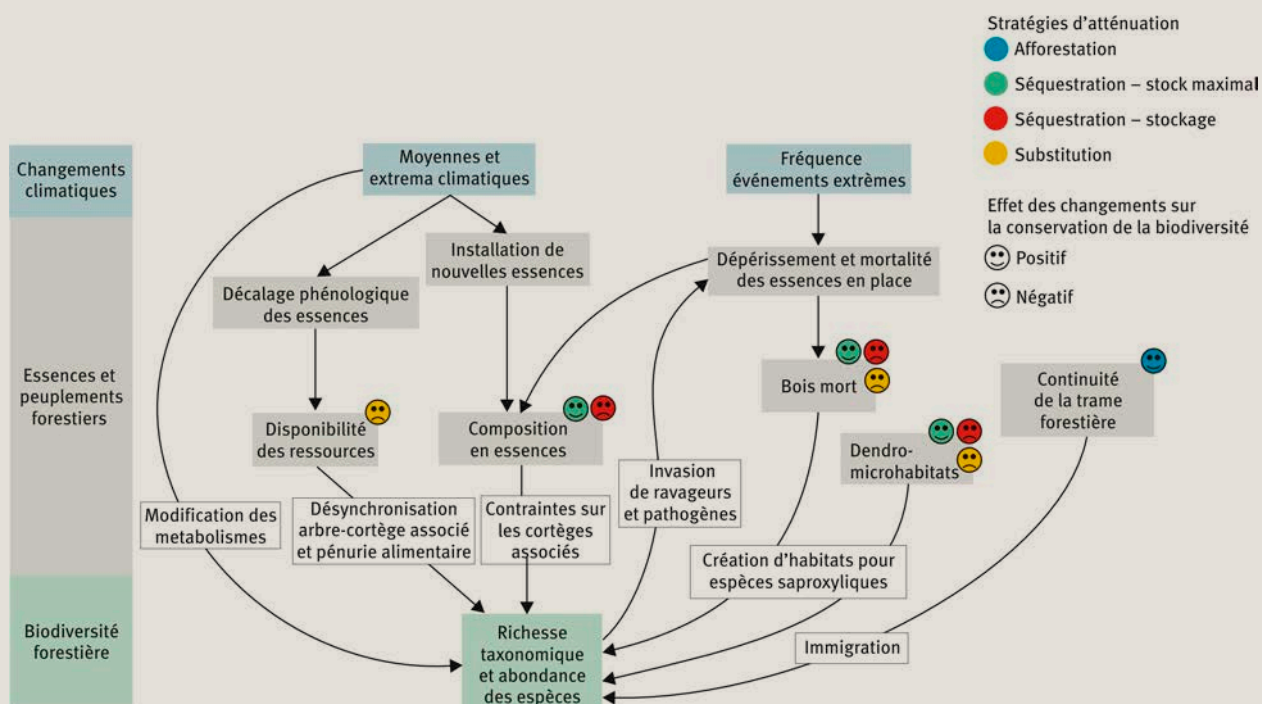 Stratégies d'atténuation
Afforestation
Séquestration – stock maximal
Séquestration – stockage
Substitution
Effet des changements sur
la conservation de la biodiversité
Positif
Négatif
Changements
climatiques
Moyennes et
extrema climatiques
Fréquence
événements extrêmes
Essences et
peuplements
forestiers
Installation de
nouvelles essences
Dépérissement et mortalité
des essences en place
Décalage phénologique
des essences
Bois mort
Continuité
de la trame
forestière
Disponibilité
des ressources
Composition
en essences
Dendro-
microhabitats
Modification des
metabolismes
Désynchronisation
arbre-cortège associé
et pénurie alimentaire
Contraintes sur
les cortèges
associés
Invasion
de ravageurs
et pathogènes
Création d'habitats pour
espèces saproxyliques
Immigration
Biodiversité
forestière
Richesse
taxonomique
et abondance
des espèces